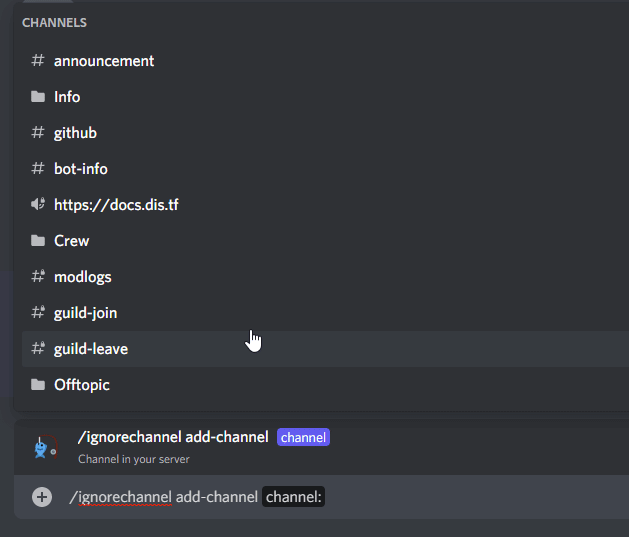 CHANNELS
announcement
Info
github
bot-info
https://docs.dis.tf
Crew
modlogs
guild-join
guild-leave
Offtopic
/ignorechannel add-channel channel
Channel in your server
/ignorechannel add-channel channel: